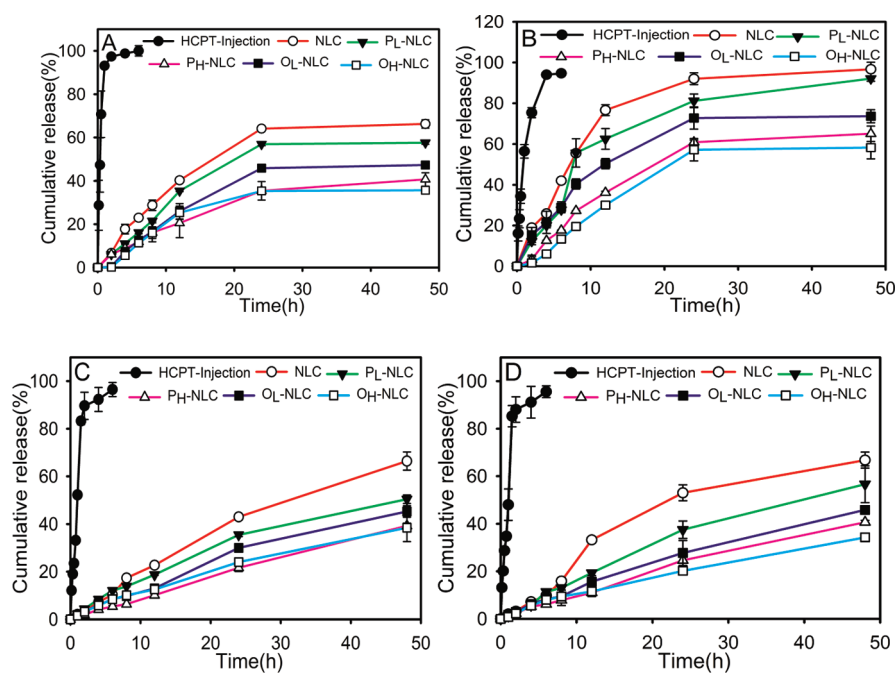 A
HCPT-Injection NLC PL-NLC
PH-NLC OL-NLC OH-NLC
Cumulative release(%)
100
80
60
40
20
0
0 10 20 30 40 50
Time(h)
B
HCPT-Injection NLC PL-NLC
PH-NLC OL-NLC OH-NLC
Cumulative release(%)
120
100
80
60
40
20
0
0 10 20 30 40 50
Time(h)
C
HCPT-Injection NLC PL-NLC
PH-NLC OL-NLC OH-NLC
Cumulative release(%)
100
80
60
40
20
0
0 10 20 30 40 50
Time(h)
D
HCPT-Injection NLC PL-NLC
PH-NLC OL-NLC OH-NLC
Cumulative release(%)
100
80
60
40
20
0
0 10 20 30 40 50
Time(h)